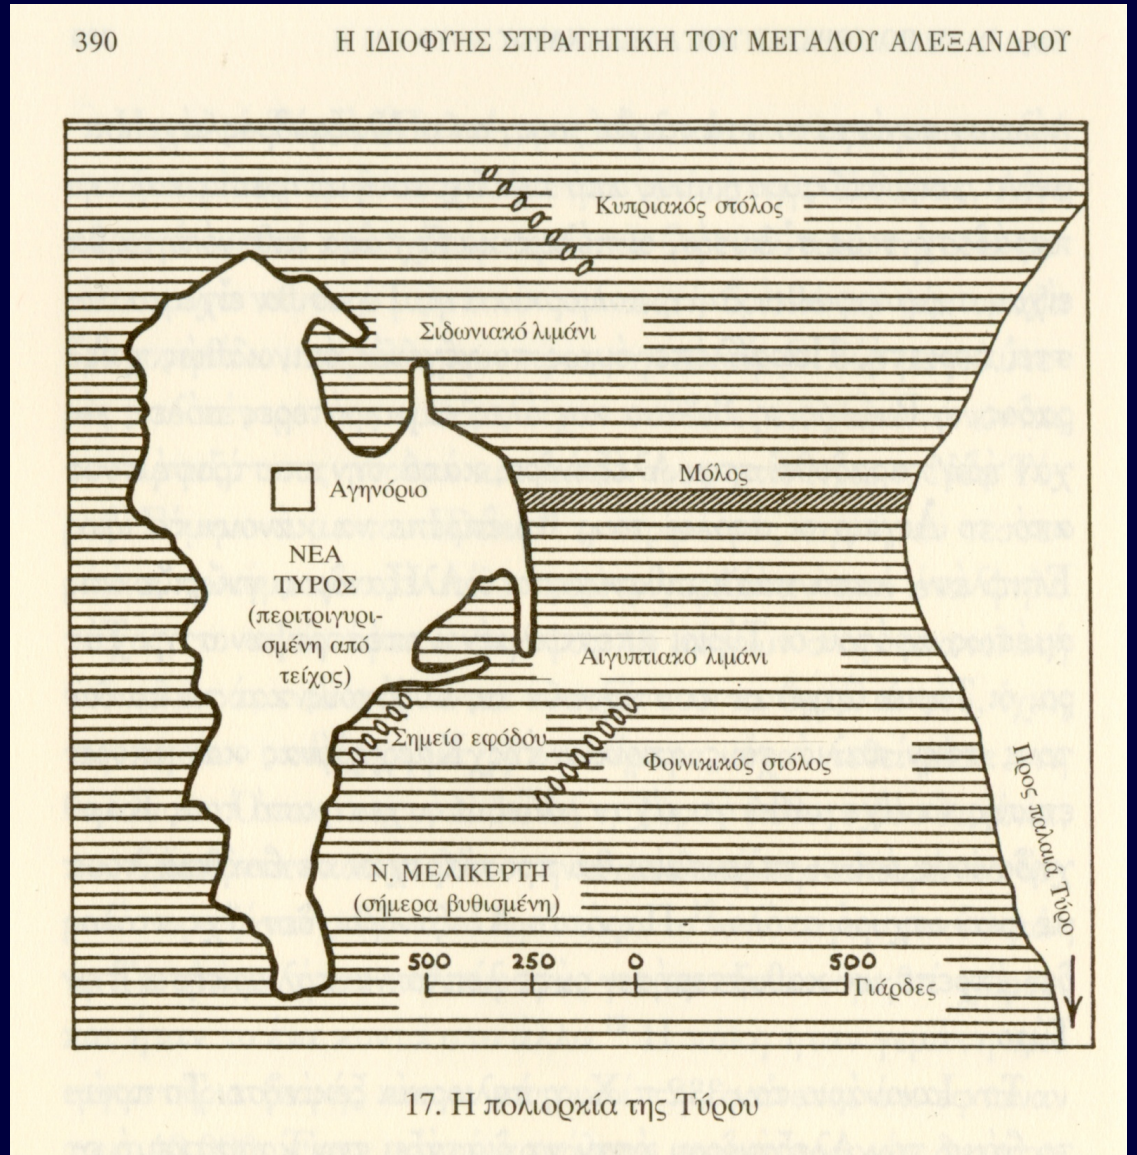 390
Η ΙΔΙΟΦΥΗΣ ΣΤΡΑΤΗΓΙΚΗ ΤΟΥ ΜΕΓΑΛΟΥ ΑΛΕΞΑΝΔΡΟΥ
Κυπριακός στόλος
Σιδωνιακό λιμάνι
Μόλος
Αγηνόριο
ΝΕΑ
ΤΥΡΟΣ
(περιτριγυρι-
σμένη από
τείχος)
Αιγυπτιακό λιμάνι
Σημείο εφόδου
Φοινικικός στόλος
Προς παλαιά Τύρο
Ν. ΜΕΛΙΚΕΡΤΗ
(σήμερα βυθισμένη)
500 250 0 500
Γιάρδες
17. Η πολιορκία της Τύρου